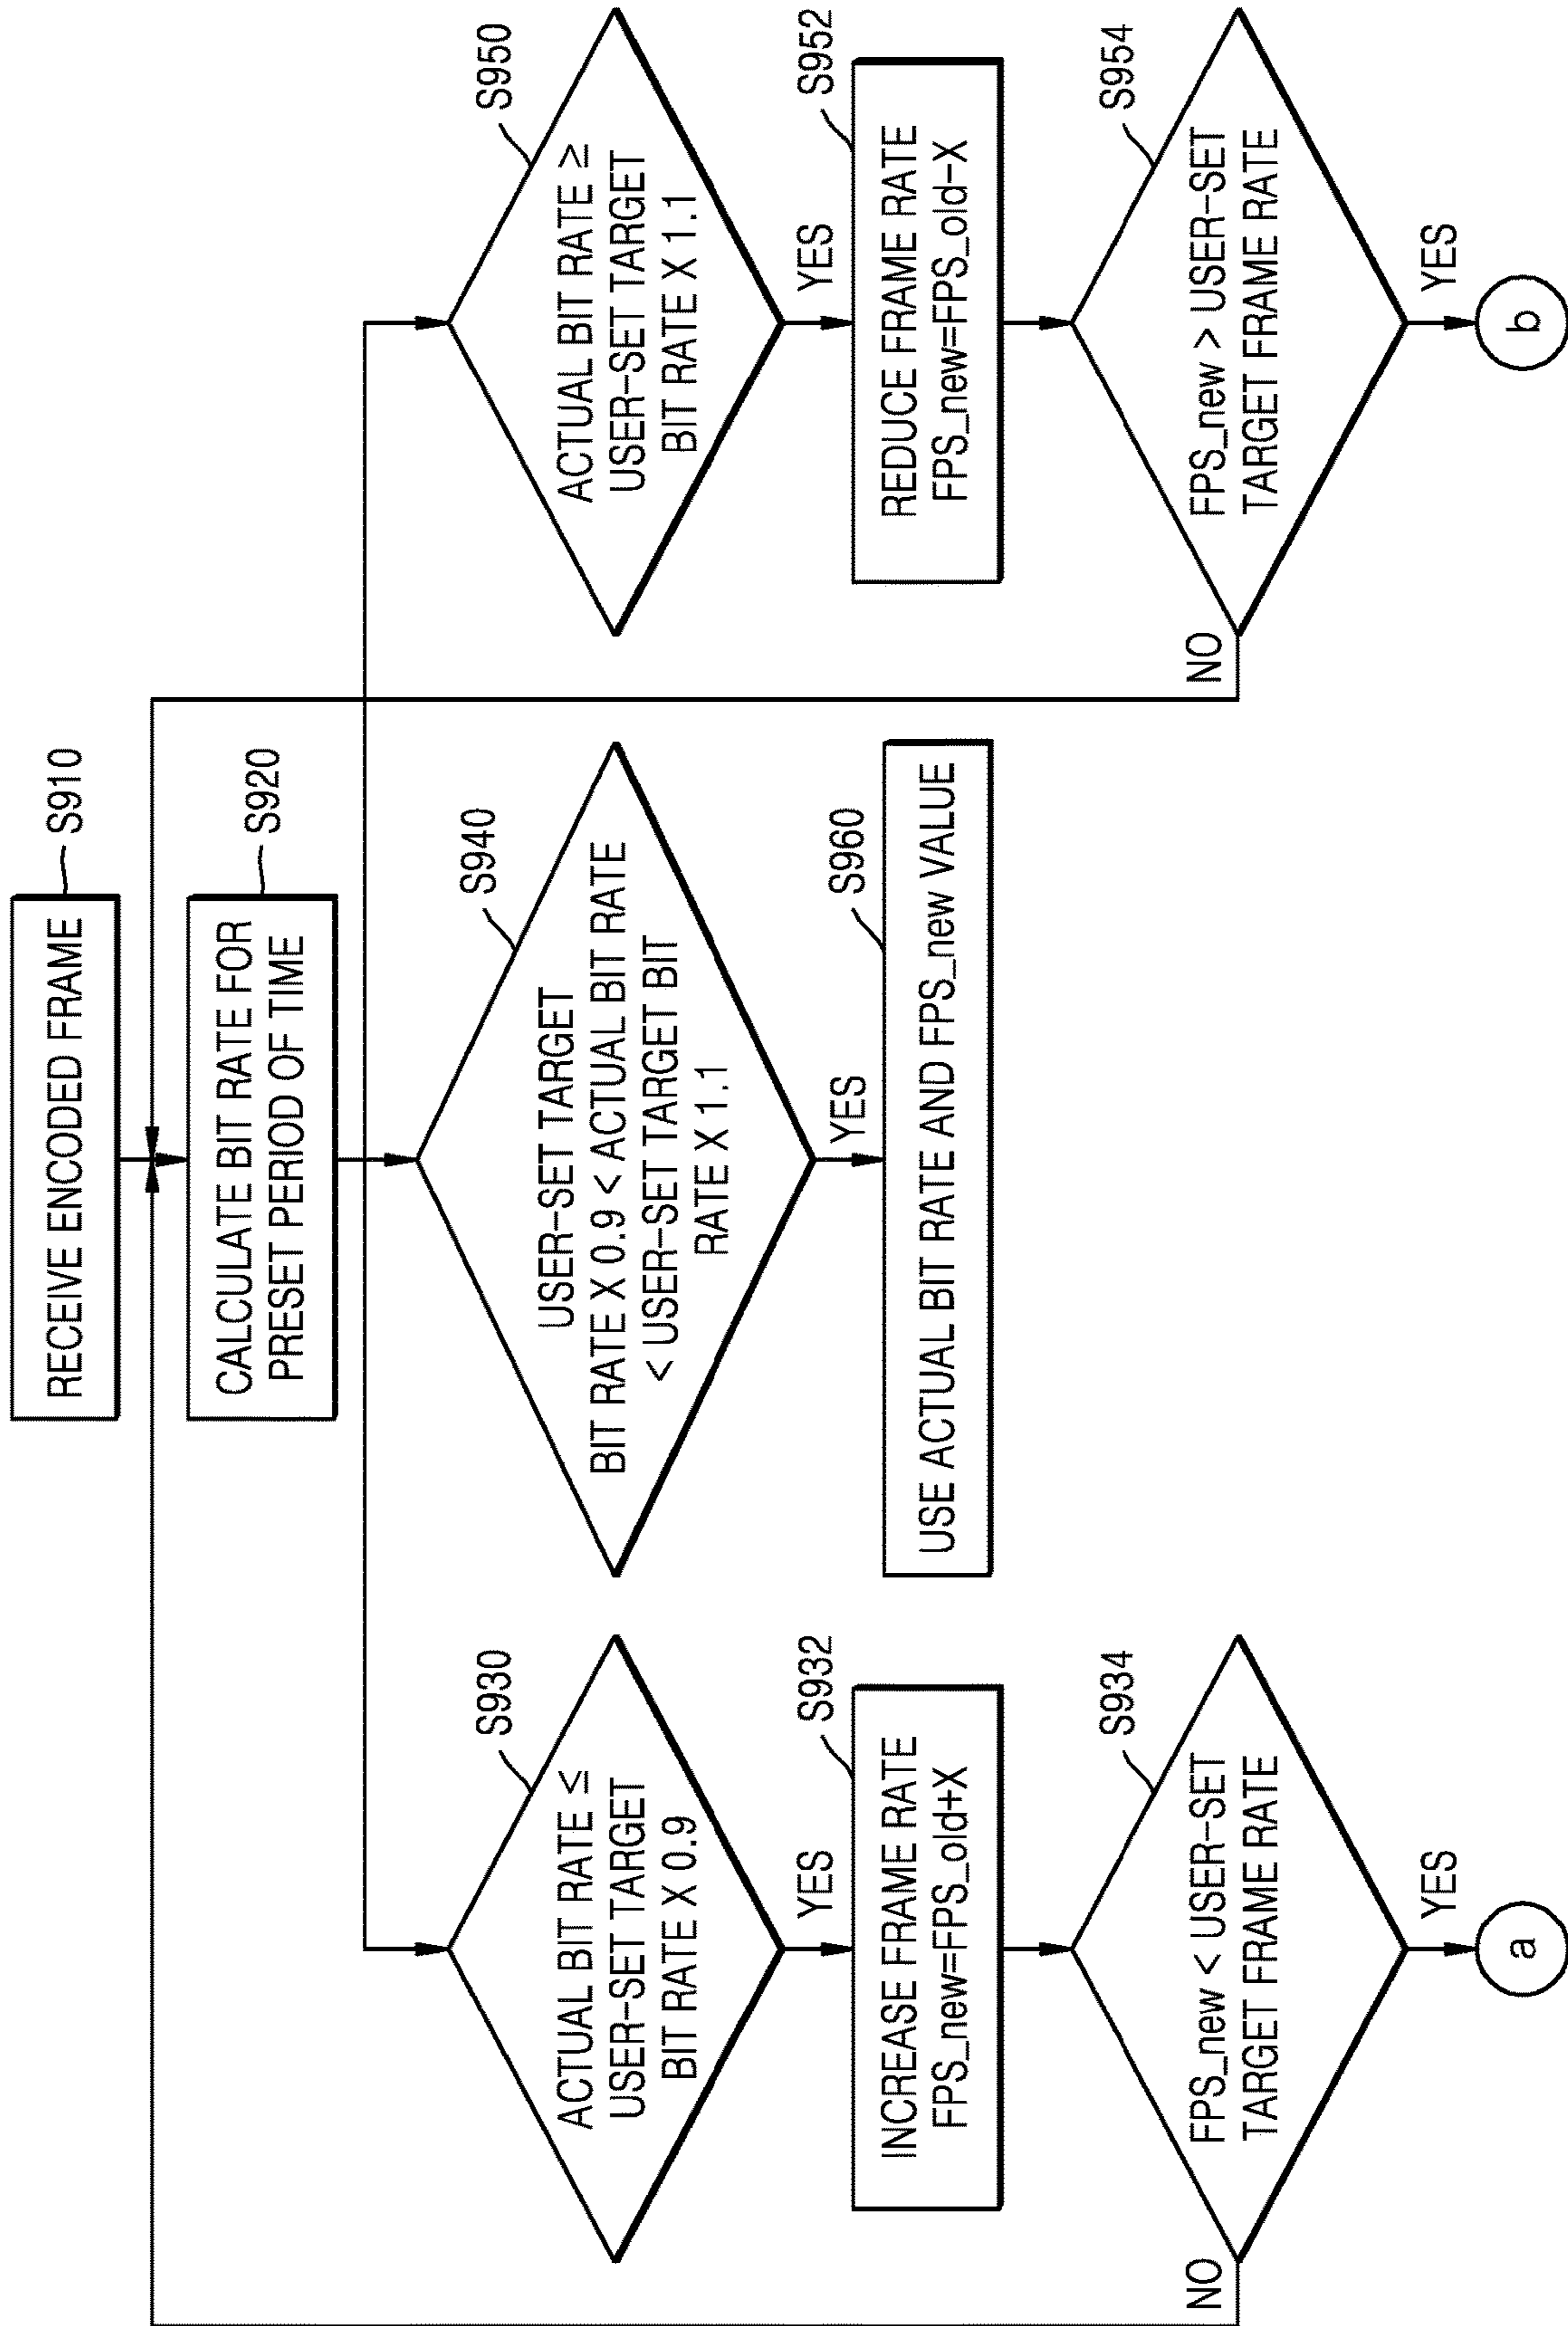 RECEIVE ENCODED FRAME
S910
CALCULATE BIT RATE FOR
PRESET PERIOD OF TIME
S920
ACTUAL BIT RATE ≤
USER-SET TARGET
BIT RATE X 0.9
S930
YES
INCREASE FRAME RATE
FPS_new=FPS_old+X
S932
FPS_new < USER-SET
TARGET FRAME RATE
S934
NO
YES
a
USER-SET TARGET
BIT RATE X 0.9 < ACTUAL BIT RATE
< USER-SET TARGET BIT
RATE X 1.1
S940
YES
USE ACTUAL BIT RATE AND FPS_new VALUE
S960
ACTUAL BIT RATE ≥
USER-SET TARGET
BIT RATE X 1.1
S950
YES
REDUCE FRAME RATE
FPS_new=FPS_old-X
S952
FPS_new > USER-SET
TARGET FRAME RATE
S954
NO
YES
b